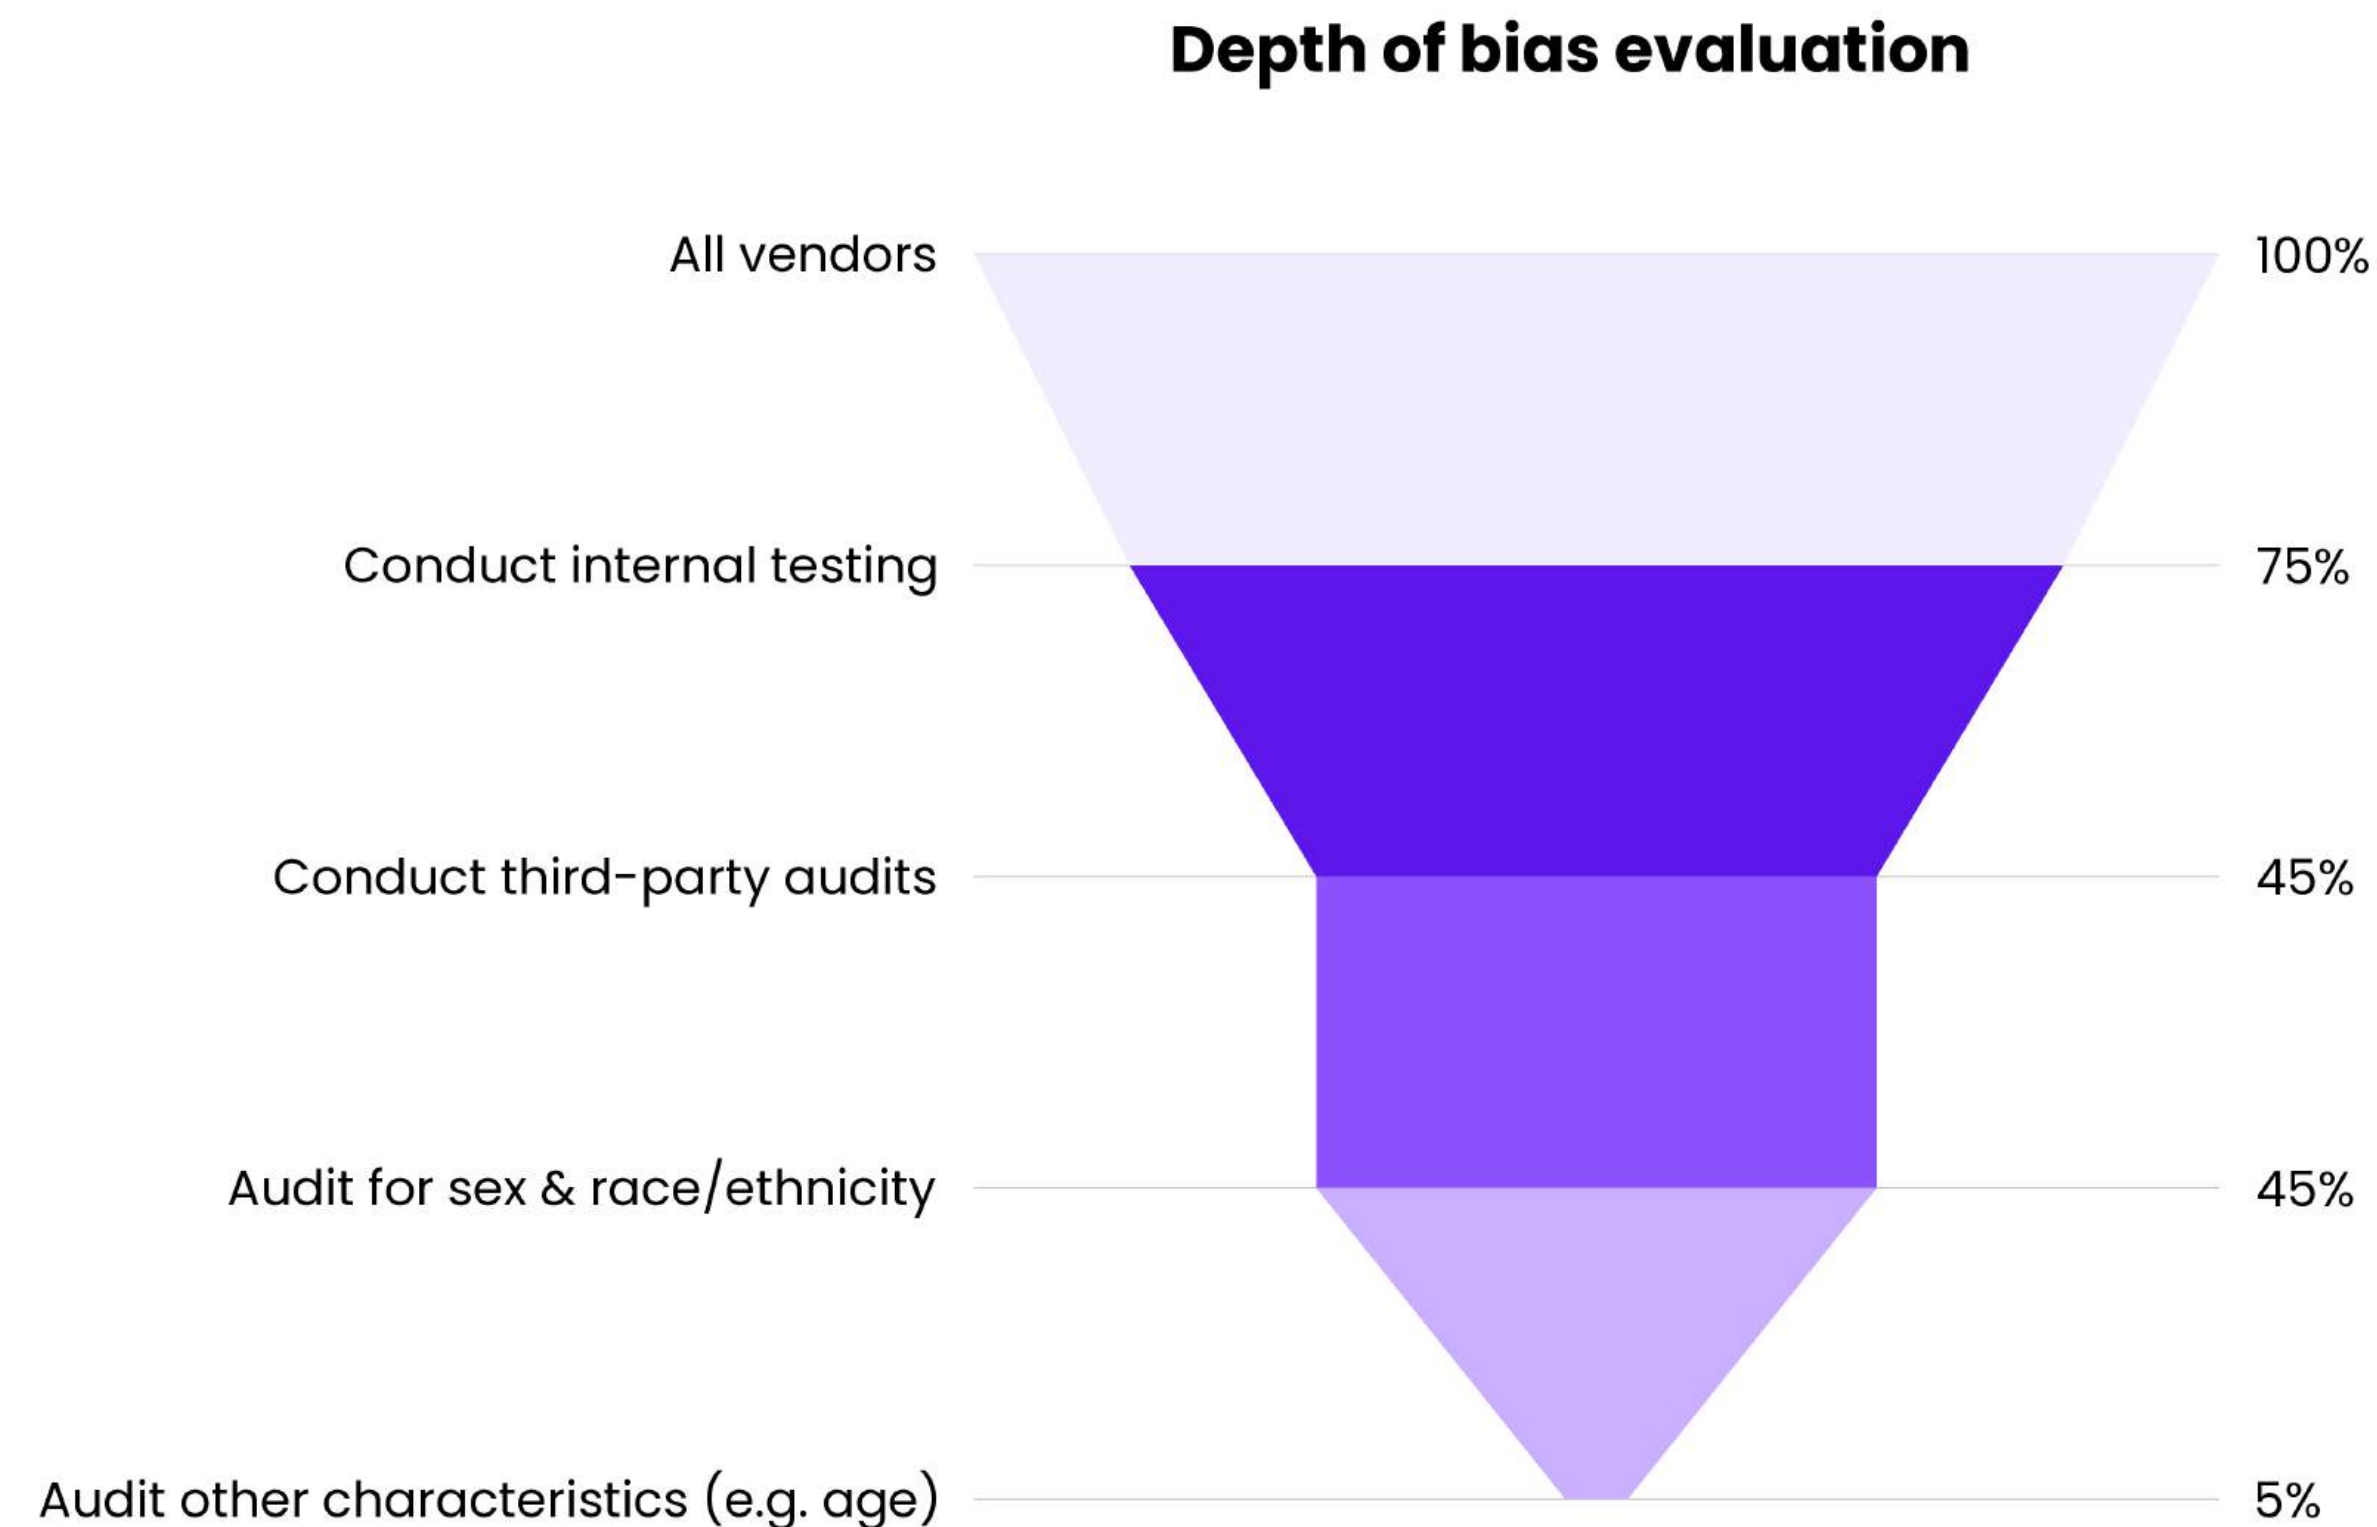 Depth of bias evaluation
All vendors 100%
Conduct internal testing 75%
Conduct third-party audits 45%
Audit for sex & race/ethnicity 45%
Audit other characteristics (e.g. age) 5%